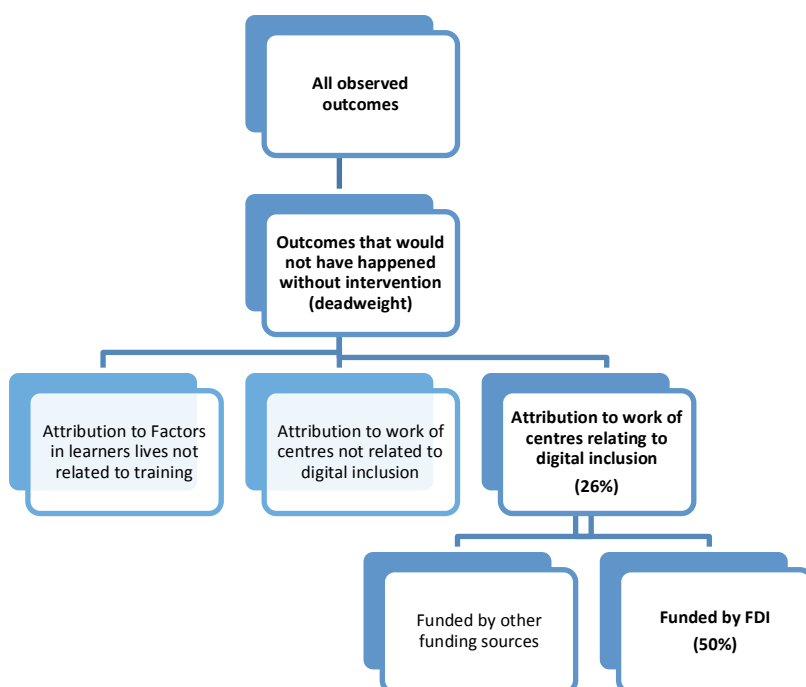 All observed
outcomes
Outcomes that would
not have happened
without intervention
(deadweight)
Attribution to Factors
in learners lives not
related to training
Attribution to work of
centres not related to
digital inclusion
Attribution to work of
centres relating to
digital inclusion
(26%)
Funded by other
funding sources
Funded by FDI
(50%)